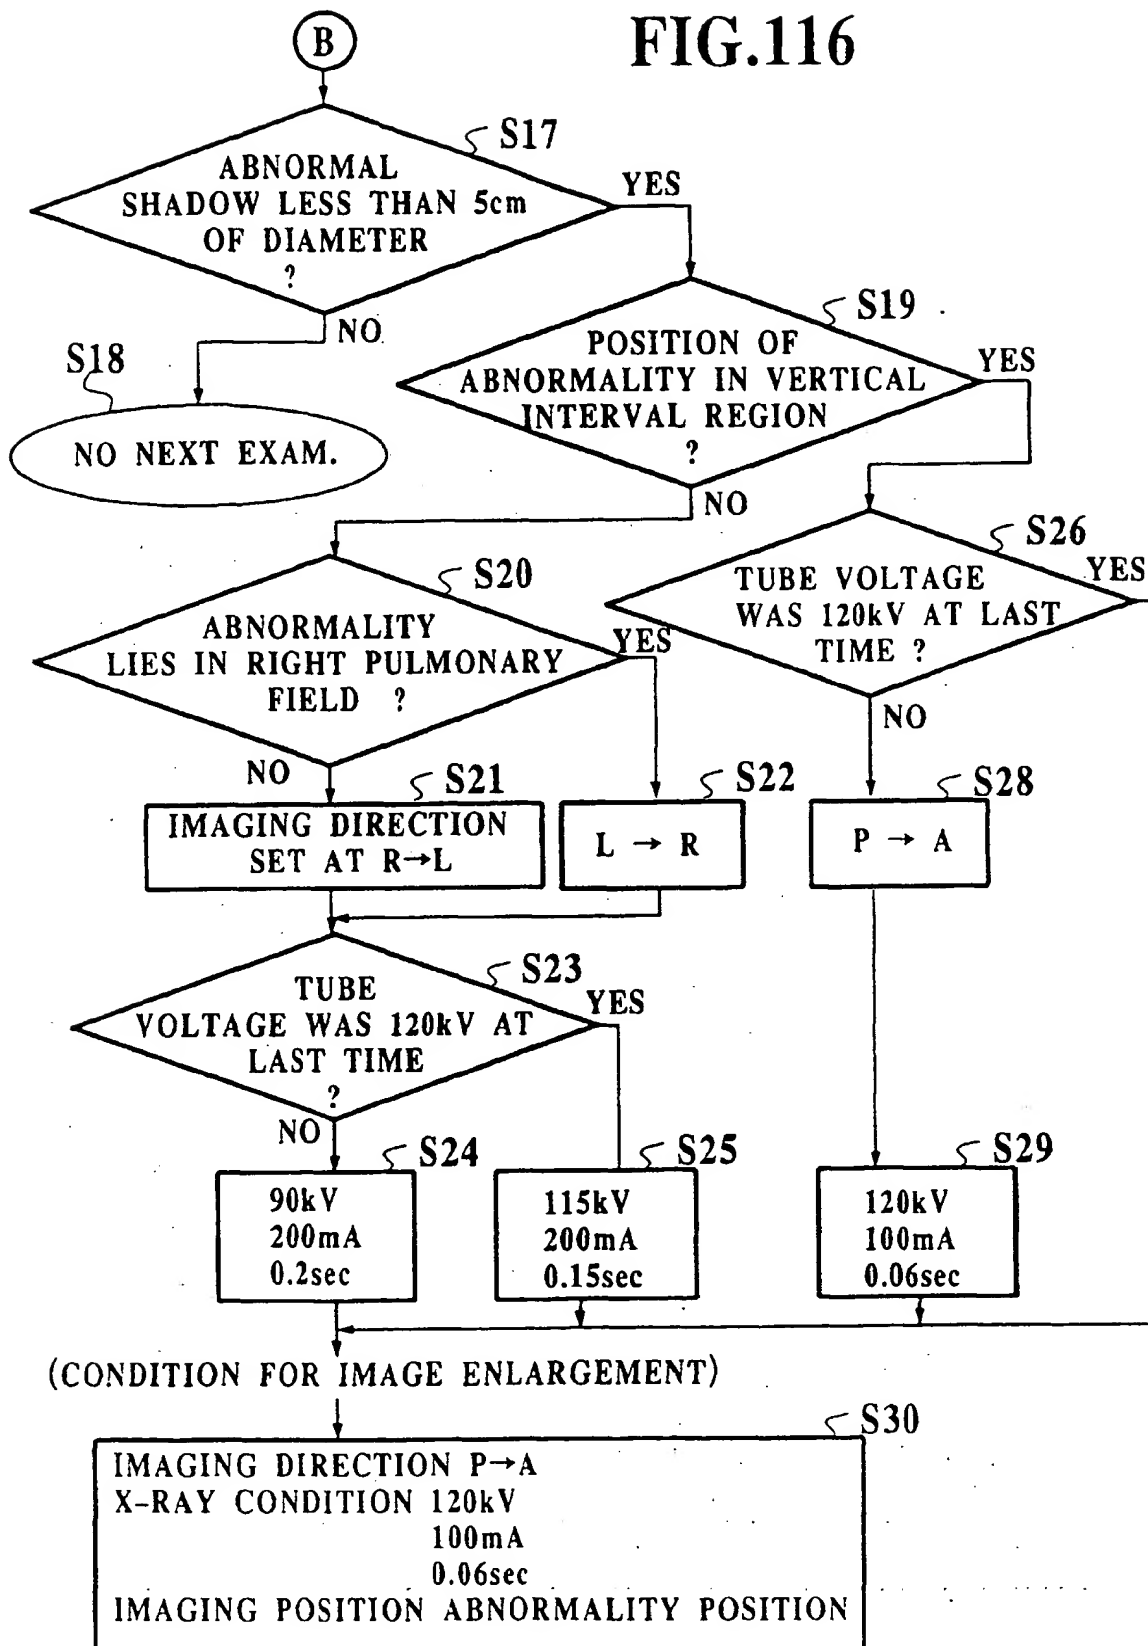 FIG.116
B
S17
ABNORMAL
SHADOW LESS THAN 5cm
OF DIAMETER
?
YES
NO
S18
NO NEXT EXAM.
S19
POSITION OF
ABNORMALITY IN VERTICAL
INTERVAL REGION
?
YES
NO
S20
ABNORMALITY
LIES IN RIGHT PULMONARY
FIELD ?
YES
NO
S26
TUBE VOLTAGE
WAS 120kV AT LAST
TIME ?
YES
NO
S21
IMAGING DIRECTION
SET AT R→L
S22
L → R
S28
P → A
S23
TUBE
VOLTAGE WAS 120kV AT
LAST TIME
?
YES
NO
S24
90kV
200mA
0.2sec
S25
115kV
200mA
0.15sec
S29
120kV
100mA
0.06sec
(CONDITION FOR IMAGE ENLARGEMENT)
S30
IMAGING DIRECTION P→A
X-RAY CONDITION 120kV
100mA
0.06sec
IMAGING POSITION ABNORMALITY POSITION